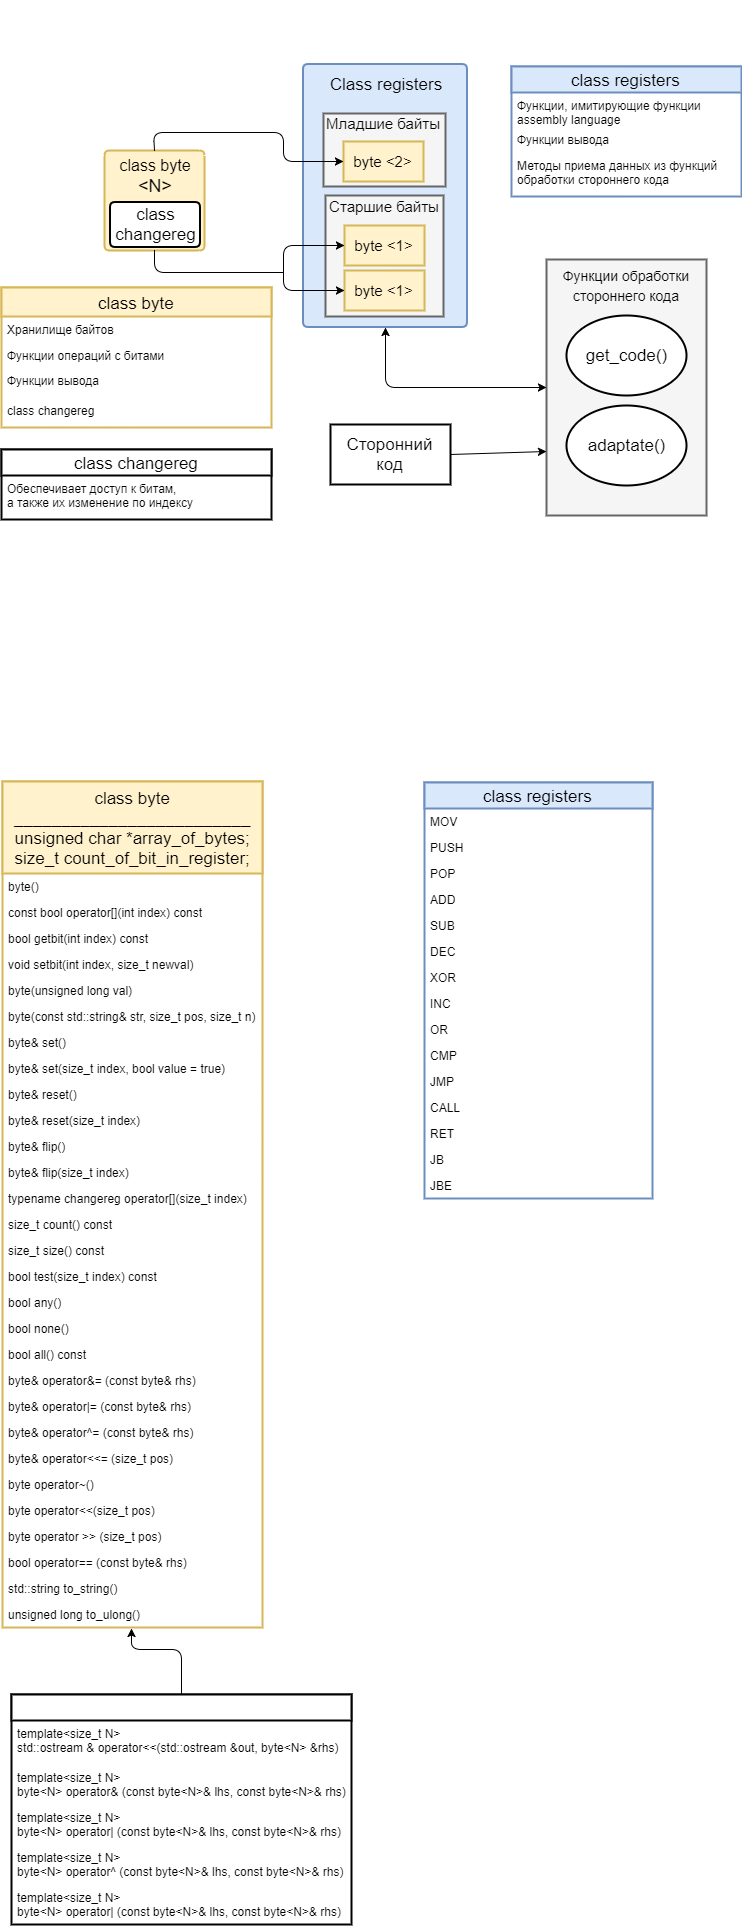 Class registers
Младшие байты
byte <2>
Старшие байты
byte <1>
byte <1>
class byte
<N>
class
changereg
class registers
Функции, имитирующие функции
assembly language
Функции вывода
Методы приема данных из функций
обработки стороннего кода
class byte
Хранилище байтов
Функции операций с битами
Функции вывода
class changereg
Функции обработки
стороннего кода
get_code()
adaptate()
Сторонний
код
class changereg
Обеспечивает доступ к битам,
а также их изменение по индексу
class byte
_________________________
unsigned char *array_of_bytes;
size_t count_of_bit_in_register;
byte()
const bool operator[](int index) const
bool getbit(int index) const
void setbit(int index, size_t newval)
byte(unsigned long val)
byte(const std::string& str, size_t pos, size_t n)
byte& set()
byte& set(size_t index, bool value = true)
byte& reset()
byte& reset(size_t index)
byte& flip()
byte& flip(size_t index)
typename changereg operator[](size_t index)
size_t count() const
size_t size() const
bool test(size_t index) const
bool any()
bool none()
bool all() const
byte& operator&= (const byte& rhs)
byte& operator|= (const byte& rhs)
byte& operator^= (const byte& rhs)
byte& operator<<= (size_t pos)
byte operator~()
byte operator<<(size_t pos)
byte operator >> (size_t pos)
bool operator== (const byte& rhs)
std::string to_string()
unsigned long to_ulong()
class registers
MOV
PUSH
POP
ADD
SUB
DEC
XOR
INC
OR
CMP
JMP
CALL
RET
JB
JBE
template<size_t N>
std::ostream & operator<<(std::ostream &out, byte<N> &rhs)
template<size_t N>
byte<N> operator& (const byte<N>& lhs, const byte<N>& rhs)
template<size_t N>
byte<N> operator| (const byte<N>& lhs, const byte<N>& rhs)
template<size_t N>
byte<N> operator^ (const byte<N>& lhs, const byte<N>& rhs)
template<size_t N>
byte<N> operator| (const byte<N>& lhs, const byte<N>& rhs)